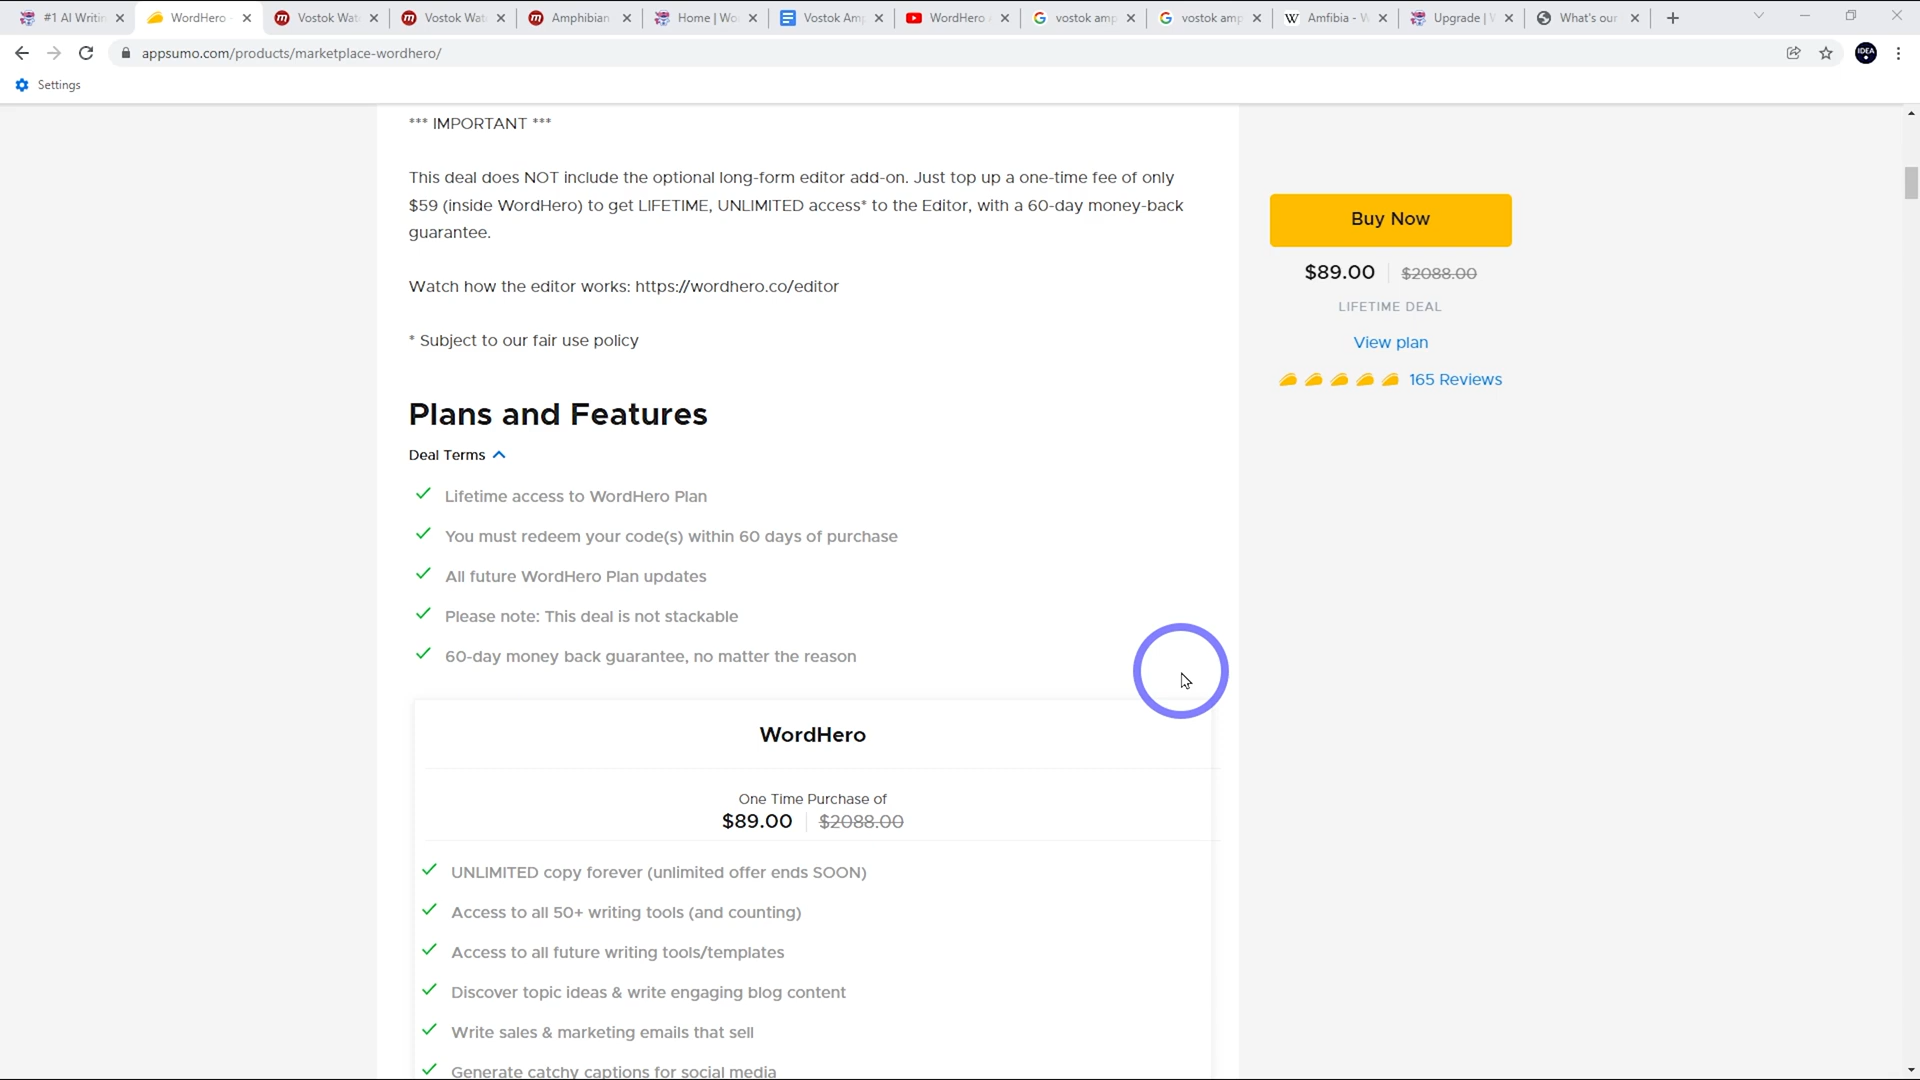 #1 AI Writin
WordHero -
Vostok Wat
Vostok Wat
Amphibian
Home | Wo
Vostok Amp
WordHero A
vostok amp
vostok amp
Amfibia - W
Upgrade | W
What's our
appsumo.com/products/marketplace-wordhero/
IDEA
Settings
*** IMPORTANT ***
This deal does NOT include the optional long-form editor add-on. Just top up a one-time fee of only
$59 (inside WordHero) to get LIFETIME, UNLIMITED access* to the Editor, with a 60-day money-back
guarantee.
Watch how the editor works: https://wordhero.co/editor
* Subject to our fair use policy
Buy Now
$89.00 $2088.00
LIFETIME DEAL
View plan
165 Reviews
Plans and Features
Deal Terms
Lifetime access to WordHero Plan
You must redeem your code(s) within 60 days of purchase
All future WordHero Plan updates
Please note: This deal is not stackable
60-day money back guarantee, no matter the reason
WordHero
One Time Purchase of
$89.00 $2088.00
UNLIMITED copy forever (unlimited offer ends SOON)
Access to all 50+ writing tools (and counting)
Access to all future writing tools/templates
Discover topic ideas & write engaging blog content
Write sales & marketing emails that sell
Generate catchy captions for social media